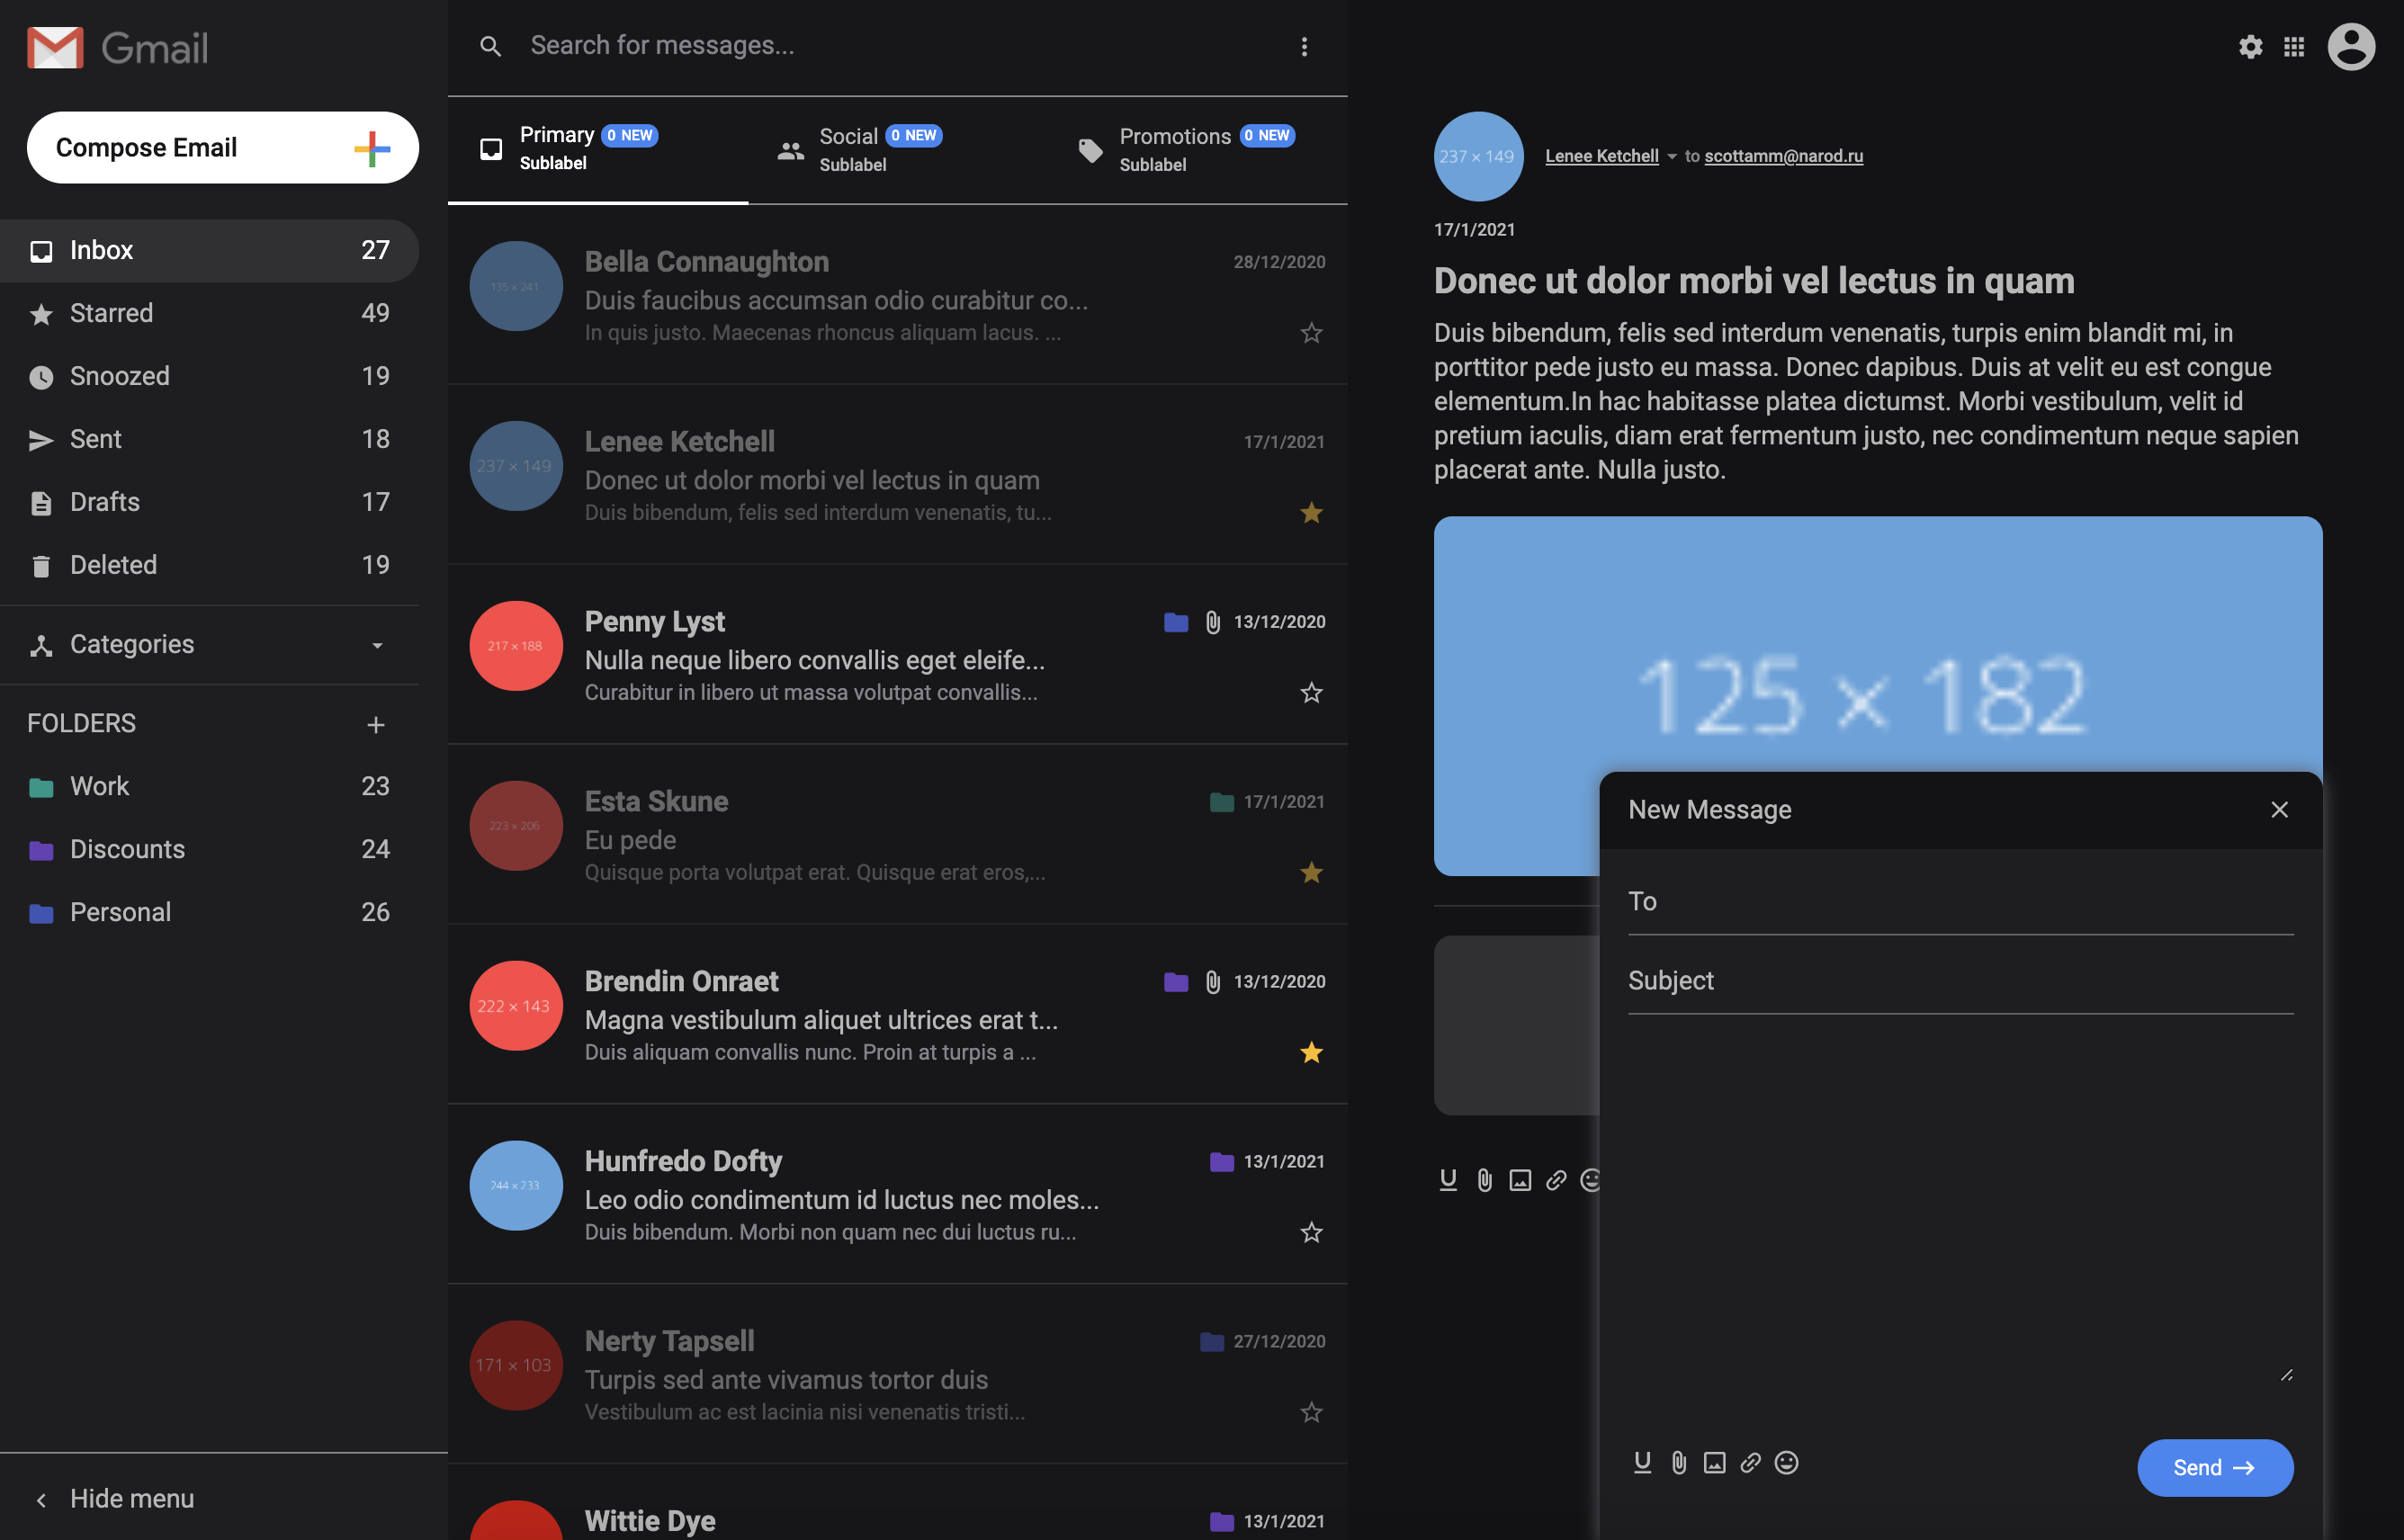 Gmail
Compose Email
Inbox 27
Starred 49
Snoozed 19
Sent 18
Drafts 17
Deleted 19
Categories
FOLDERS
Work 23
Discounts 24
Personal 26
Hide menu
Search for messages...
Primary 0 NEW
Sublabel
Social 0 NEW
Sublabel
Promotions 0 NEW
Sublabel
135 × 241
Bella Connaughton 28/12/2020
Duis faucibus accumsan odio curabitur co...
In quis justo. Maecenas rhoncus aliquam lacus. ...
237 × 149
Lenee Ketchell 17/1/2021
Donec ut dolor morbi vel lectus in quam
Duis bibendum, felis sed interdum venenatis, tu...
217 × 188
Penny Lyst 13/12/2020
Nulla neque libero convallis eget eleife...
Curabitur in libero ut massa volutpat convallis...
223 × 206
Esta Skune 17/1/2021
Eu pede
Quisque porta volutpat erat. Quisque erat eros,...
222 × 143
Brendin Onraet 13/12/2020
Magna vestibulum aliquet ultrices erat t...
Duis aliquam convallis nunc. Proin at turpis a ...
244 × 233
Hunfredo Dofty 13/1/2021
Leo odio condimentum id luctus nec moles...
Duis bibendum. Morbi non quam nec dui luctus ru...
171 × 103
Nerty Tapsell 27/12/2020
Turpis sed ante vivamus tortor duis
Vestibulum ac est lacinia nisi venenatis tristi...
Wittie Dye 13/1/2021
237 × 149
Lenee Ketchell to scottamm@narod.ru
17/1/2021
Donec ut dolor morbi vel lectus in quam
Duis bibendum, felis sed interdum venenatis, turpis enim blandit mi, in
porttitor pede justo eu massa. Donec dapibus. Duis at velit eu est congue
elementum.In hac habitasse platea dictumst. Morbi vestibulum, velit id
pretium iaculis, diam erat fermentum justo, nec condimentum neque sapien
placerat ante. Nulla justo.
125 × 182
New Message
To
Subject
Send